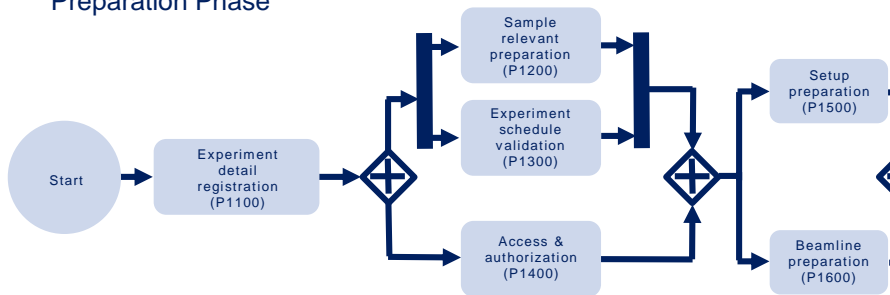 Preparation Phase
Start
Experiment
detail
registration
(P1100)
Sample
relevant
preparation
(P1200)
Experiment
schedule
validation
(P1300)
Access &
authorization
(P1400)
Setup
preparation
(P1500)
Beamline
preparation
(P1600)